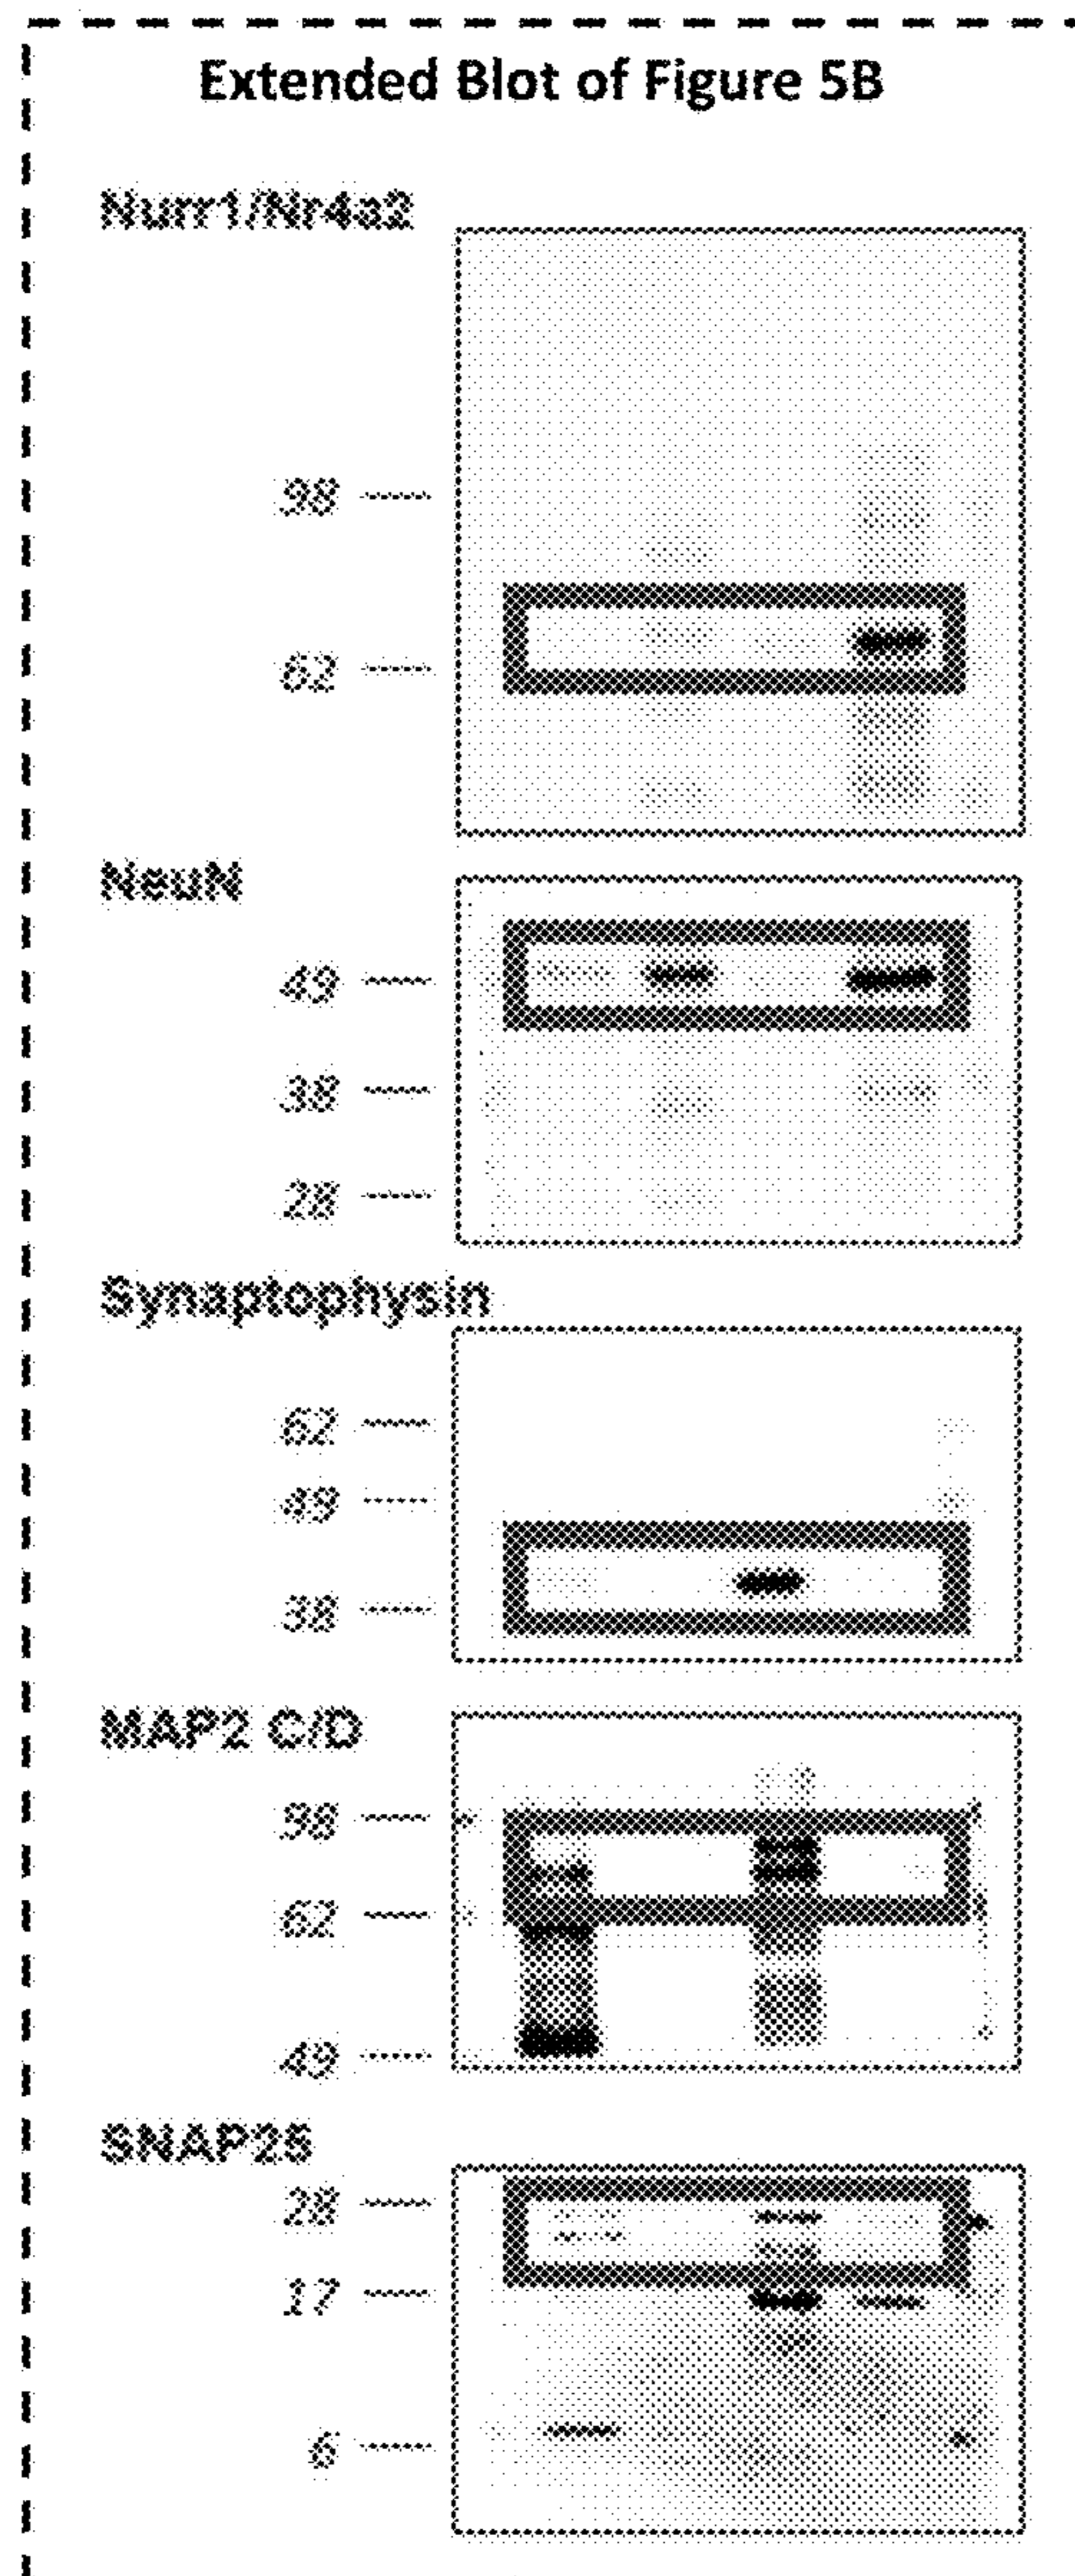 Extended Blot of Figure 5B
Nurr1/Nr4a2
98
62
NeuN
49
38
28
Synaptophysin
62
49
38
MAP2 C/D
98
62
49
SNAP25
28
17
6